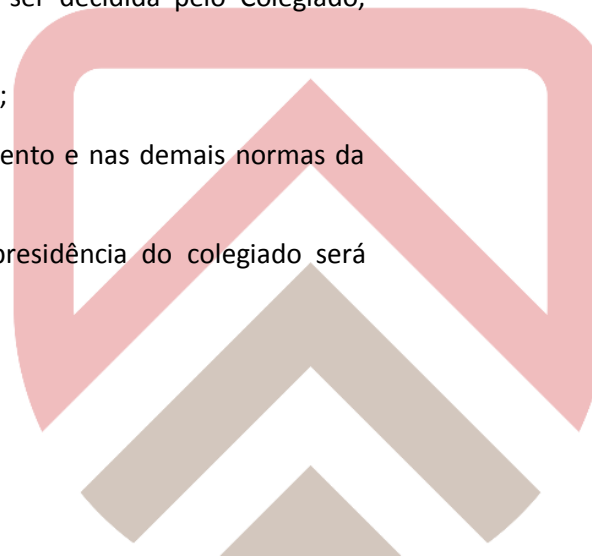 ser decidida pelo Colegiado,
;
ento e nas demais normas da
presidência do colegiado será